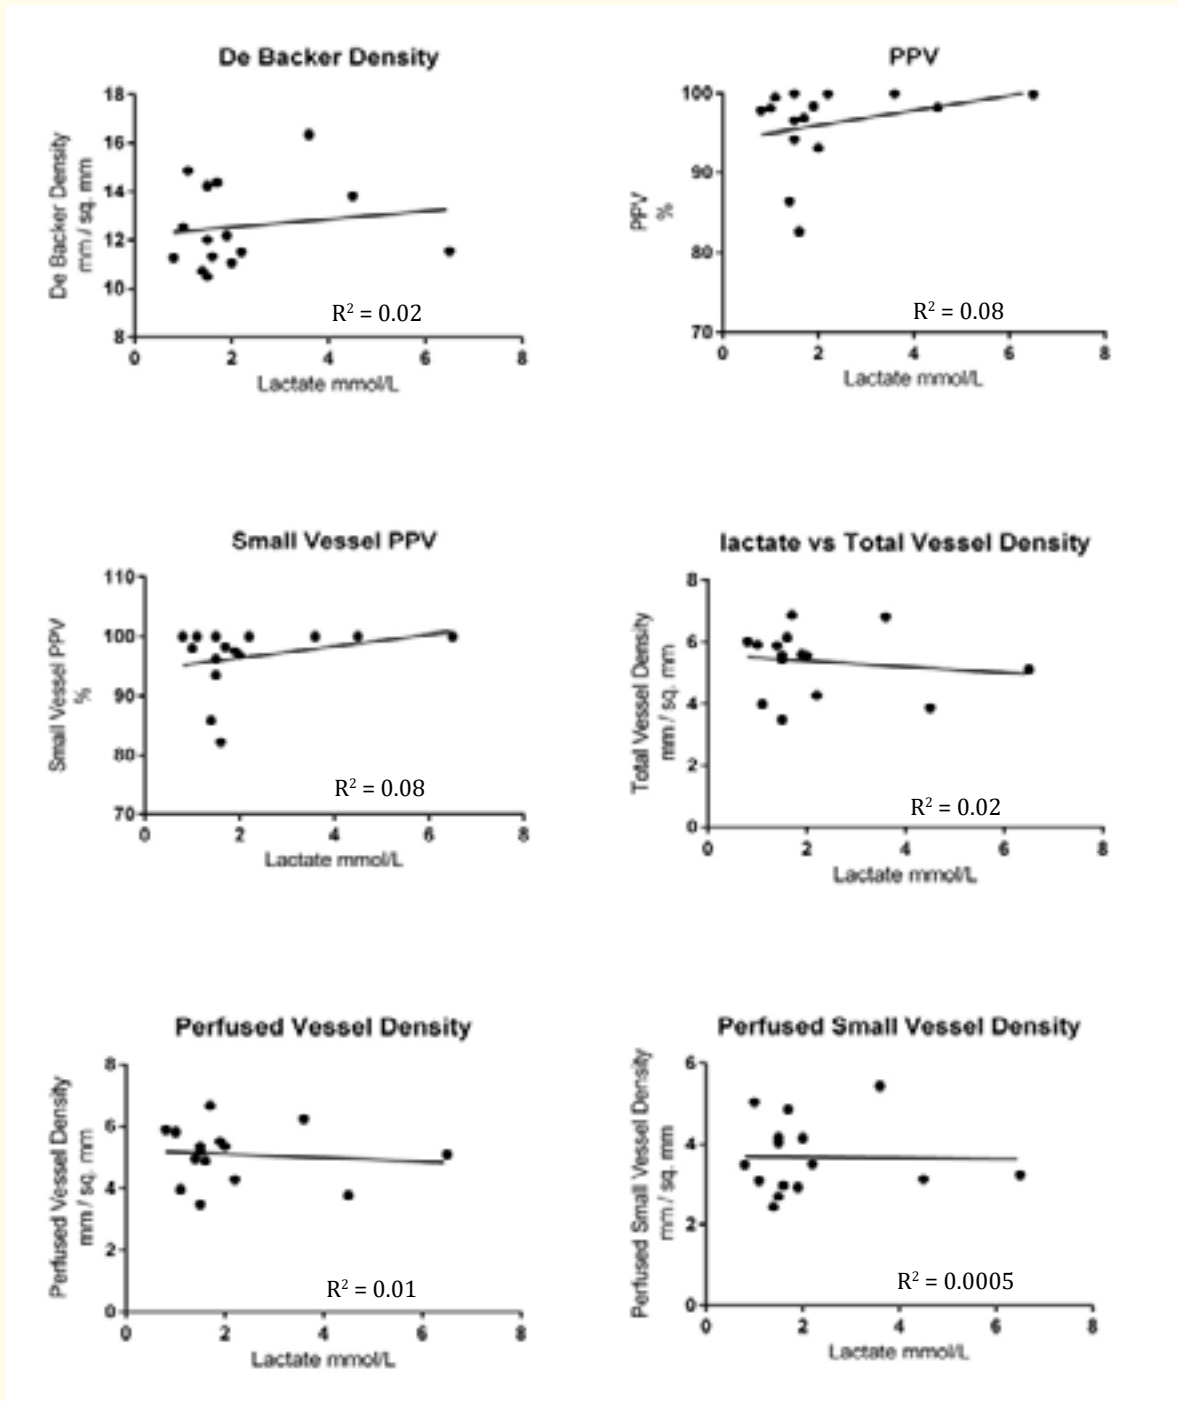 De Backer Density
De Backer Density
mm / sq. mm
18
16
14
12
10
8
0 2 4 6 8
Lactate mmol/L
R² = 0.02
PPV
PPV
%
100
90
80
70
0 2 4 6 8
Lactate mmol/L
R² = 0.08
Small Vessel PPV
Small Vessel PPV
%
110
100
90
80
70
0 2 4 6 8
Lactate mmol/L
R² = 0.08
lactate vs Total Vessel Density
Total Vessel Density
mm / sq. mm
8
6
4
2
0
0 2 4 6 8
Lactate mmol/L
R² = 0.02
Perfused Vessel Density
Perfused Vessel Density
mm / sq. mm
8
6
4
2
0
0 2 4 6 8
Lactate mmol/L
R² = 0.01
Perfused Small Vessel Density
Perfused Small Vessel Density
mm / sq. mm
6
4
2
0
0 2 4 6 8
Lactate mmol/L
R² = 0.0005